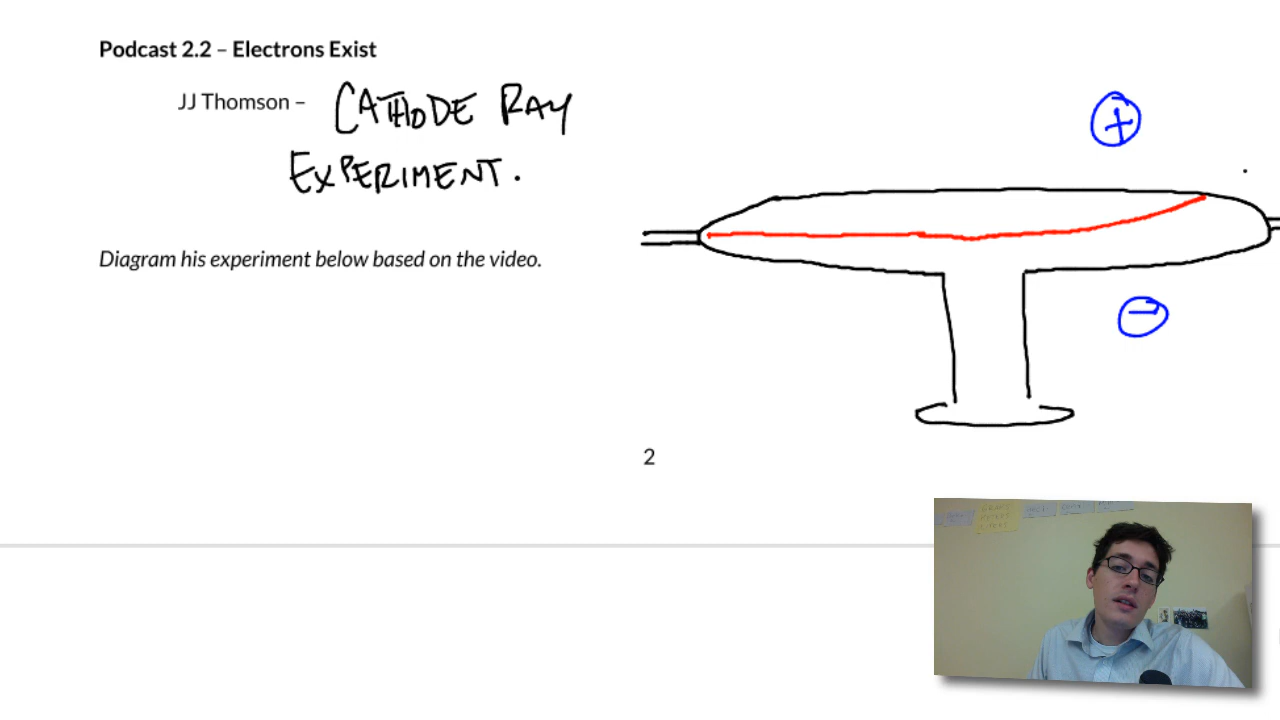 Podcast 2.2 – Electrons Exist
JJ Thomson – CATHODE RAY
EXPERIMENT.
+
Diagram his experiment below based on the video.
−
2